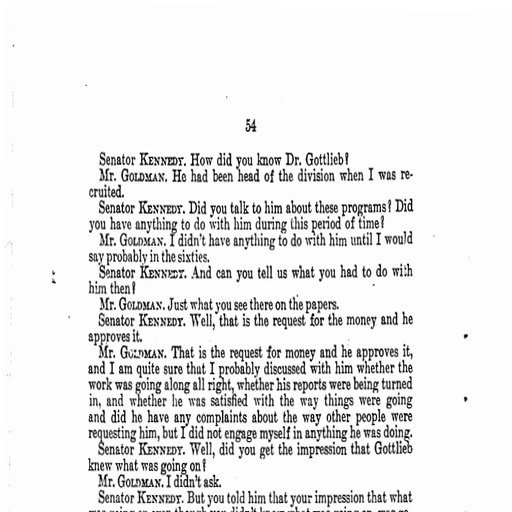 54
Senator KENNEDY. How did you know Dr. Gottlieb?
Mr. GOLDMAN. He had been head of the division when I was re-
cruited.
Senator KENNEDY. Did you talk to him about these programs? Did
you have anything to do with him during this period of time?
Mr. GOLDMAN. I didn't have anything to do with him until I would
say probably in the sixties.
Senator KENNEDY. And can you tell us what you had to do with
him then?
Mr. GOLDMAN. Just what you see there on the papers.
Senator KENNEDY. Well, that is the request for the money and he
approves it.
Mr. GOLDMAN. That is the request for money and he approves it,
and I am quite sure that I probably discussed with him whether the
work was going along all right, whether his reports were being turned
in, and whether he was satisfied with the way things were going
and did he have any complaints about the way other people were
requesting him, but I did not engage myself in anything he was doing.
Senator KENNEDY. Well, did you get the impression that Gottlieb
knew what was going on?
Mr. GOLDMAN. I didn't ask.
Senator KENNEDY. But you told him that your impression that what